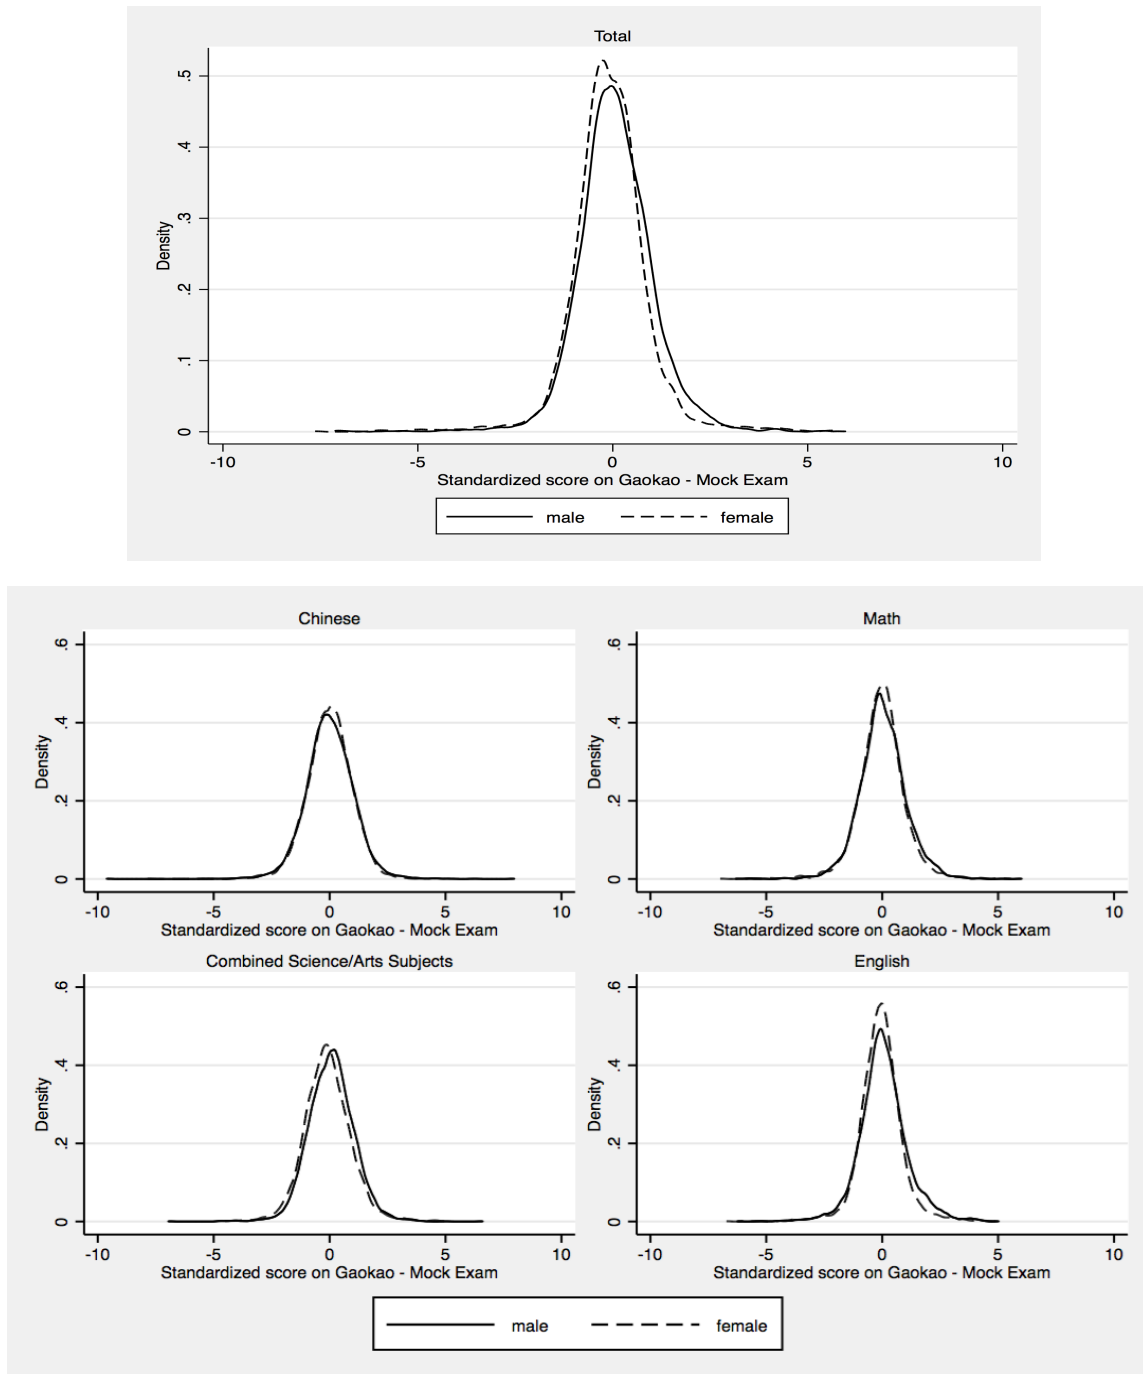 Total
Density
.5
.4
.3
.2
.1
0
-10 -5 0 5 10
Standardized score on Gaokao - Mock Exam
male female
Chinese
Density
.6
.4
.2
0
-10 -5 0 5 10
Standardized score on Gaokao - Mock Exam
Math
Density
.6
.4
.2
0
-10 -5 0 5 10
Standardized score on Gaokao - Mock Exam
Combined Science/Arts Subjects
Density
.6
.4
.2
0
-10 -5 0 5 10
Standardized score on Gaokao - Mock Exam
English
Density
.6
.4
.2
0
-10 -5 0 5 10
Standardized score on Gaokao - Mock Exam
male female